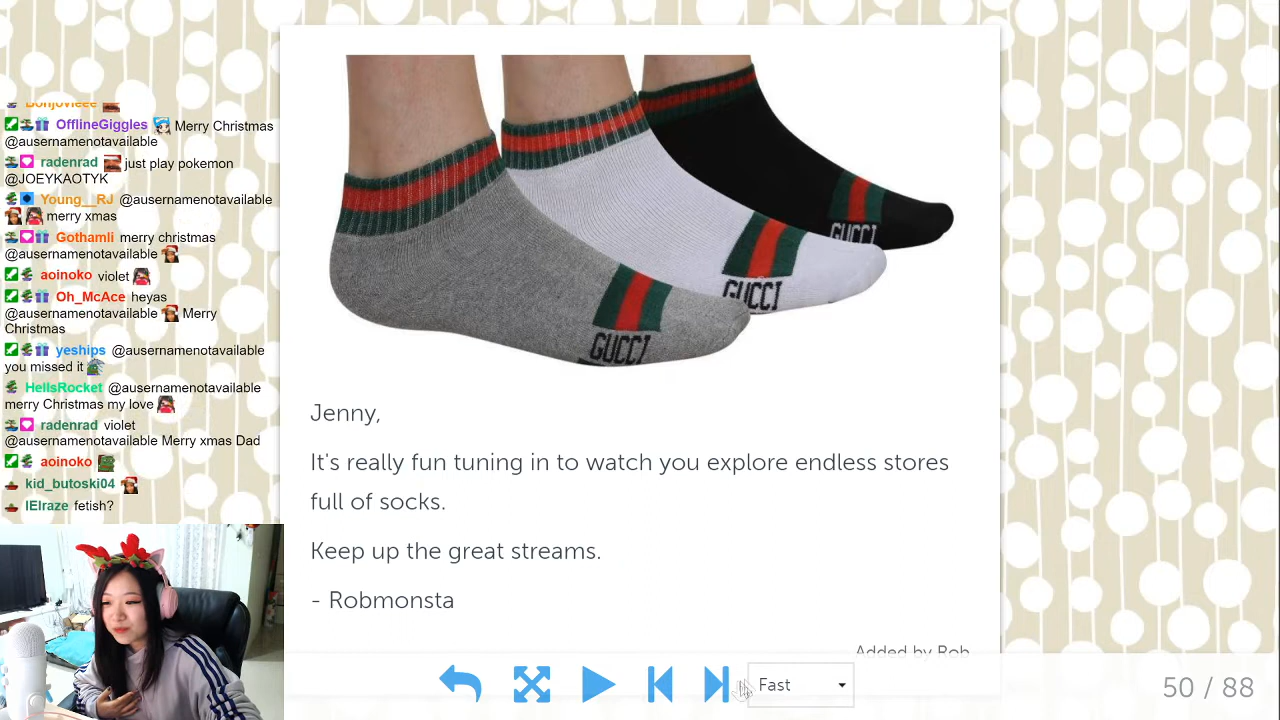 Bonjovieee
OfflineGiggles Merry Christmas
@ausernamenotavailable
radenrad just play pokemon
@JOEYKAOTYK
Young__RJ @ausernamenotavailable
merry xmas
Gothamli merry christmas
@ausernamenotavailable
aoinoko violet
Oh_McAce heyas
@ausernamenotavailable Merry
Christmas
yeships @ausernamenotavailable
you missed it
HellsRocket @ausernamenotavailable
merry Christmas my love
radenrad violet
@ausernamenotavailable Merry xmas Dad
aoinoko
kid_butoski04
lElraze fetish?
GUCCI
GUCCI
GUCCI
Jenny,
It's really fun tuning in to watch you explore endless stores
full of socks.
Keep up the great streams.
- Robmonsta
Added by Rob
Fast
50 / 88